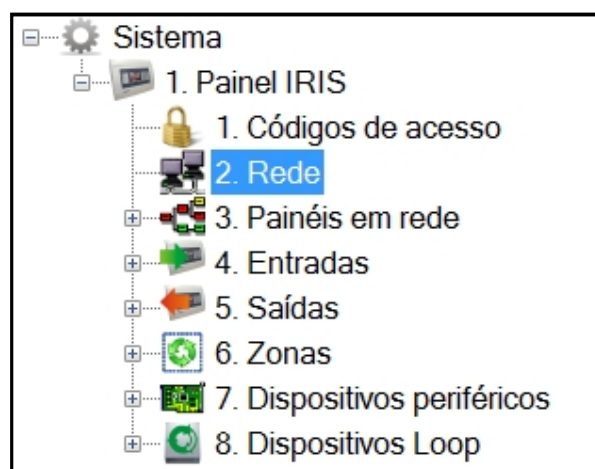 Sistema
1. Painel IRIS
1. Códigos de acesso
2. Rede
3. Painéis em rede
4. Entradas
5. Saídas
6. Zonas
7. Dispositivos periféricos
8. Dispositivos Loop